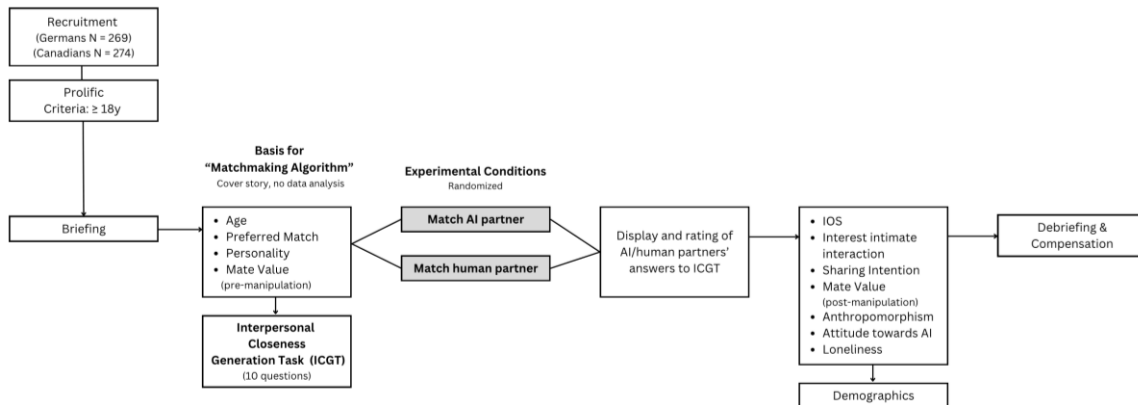 Recruitment
(Germans N = 269)
(Canadians N = 274)
Prolific
Criteria: ≥ 18y
Briefing
Basis for
“Matchmaking Algorithm”
Cover story, no data analysis
• Age
• Preferred Match
• Personality
• Mate Value
(pre-manipulation)
Interpersonal
Closeness
Generation Task (ICGT)
(10 questions)
Experimental Conditions
Randomized
Match AI partner
Match human partner
Display and rating of
AI/human partners’
answers to ICGT
• IOS
• Interest intimate
interaction
• Sharing Intention
• Mate Value
(post-manipulation)
• Anthropomorphism
• Attitude towards AI
• Loneliness
Demographics
Debriefing &
Compensation